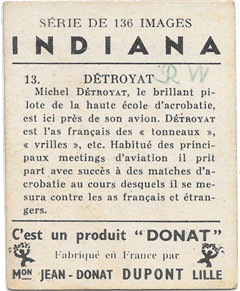 SÉRIE DE 136 IMAGES
INDIANA
13. DÉTROYAT
RW
Michel DÉTROYAT, le brillant pi-
lote de la haute école d'acrobatie,
est ici près de son avion. DÉTROYAT
est l'as français des « tonneaux »,
« vrilles », etc. Habitué des princi-
paux meetings d'aviation il prit
part avec succès à des matches d'a-
crobatie au cours desquels il se me-
sura contre les as français et étran-
gers.
C'est un produit "DONAT"
Fabriqué en France par
MON JEAN-DONAT DUPONT LILLE